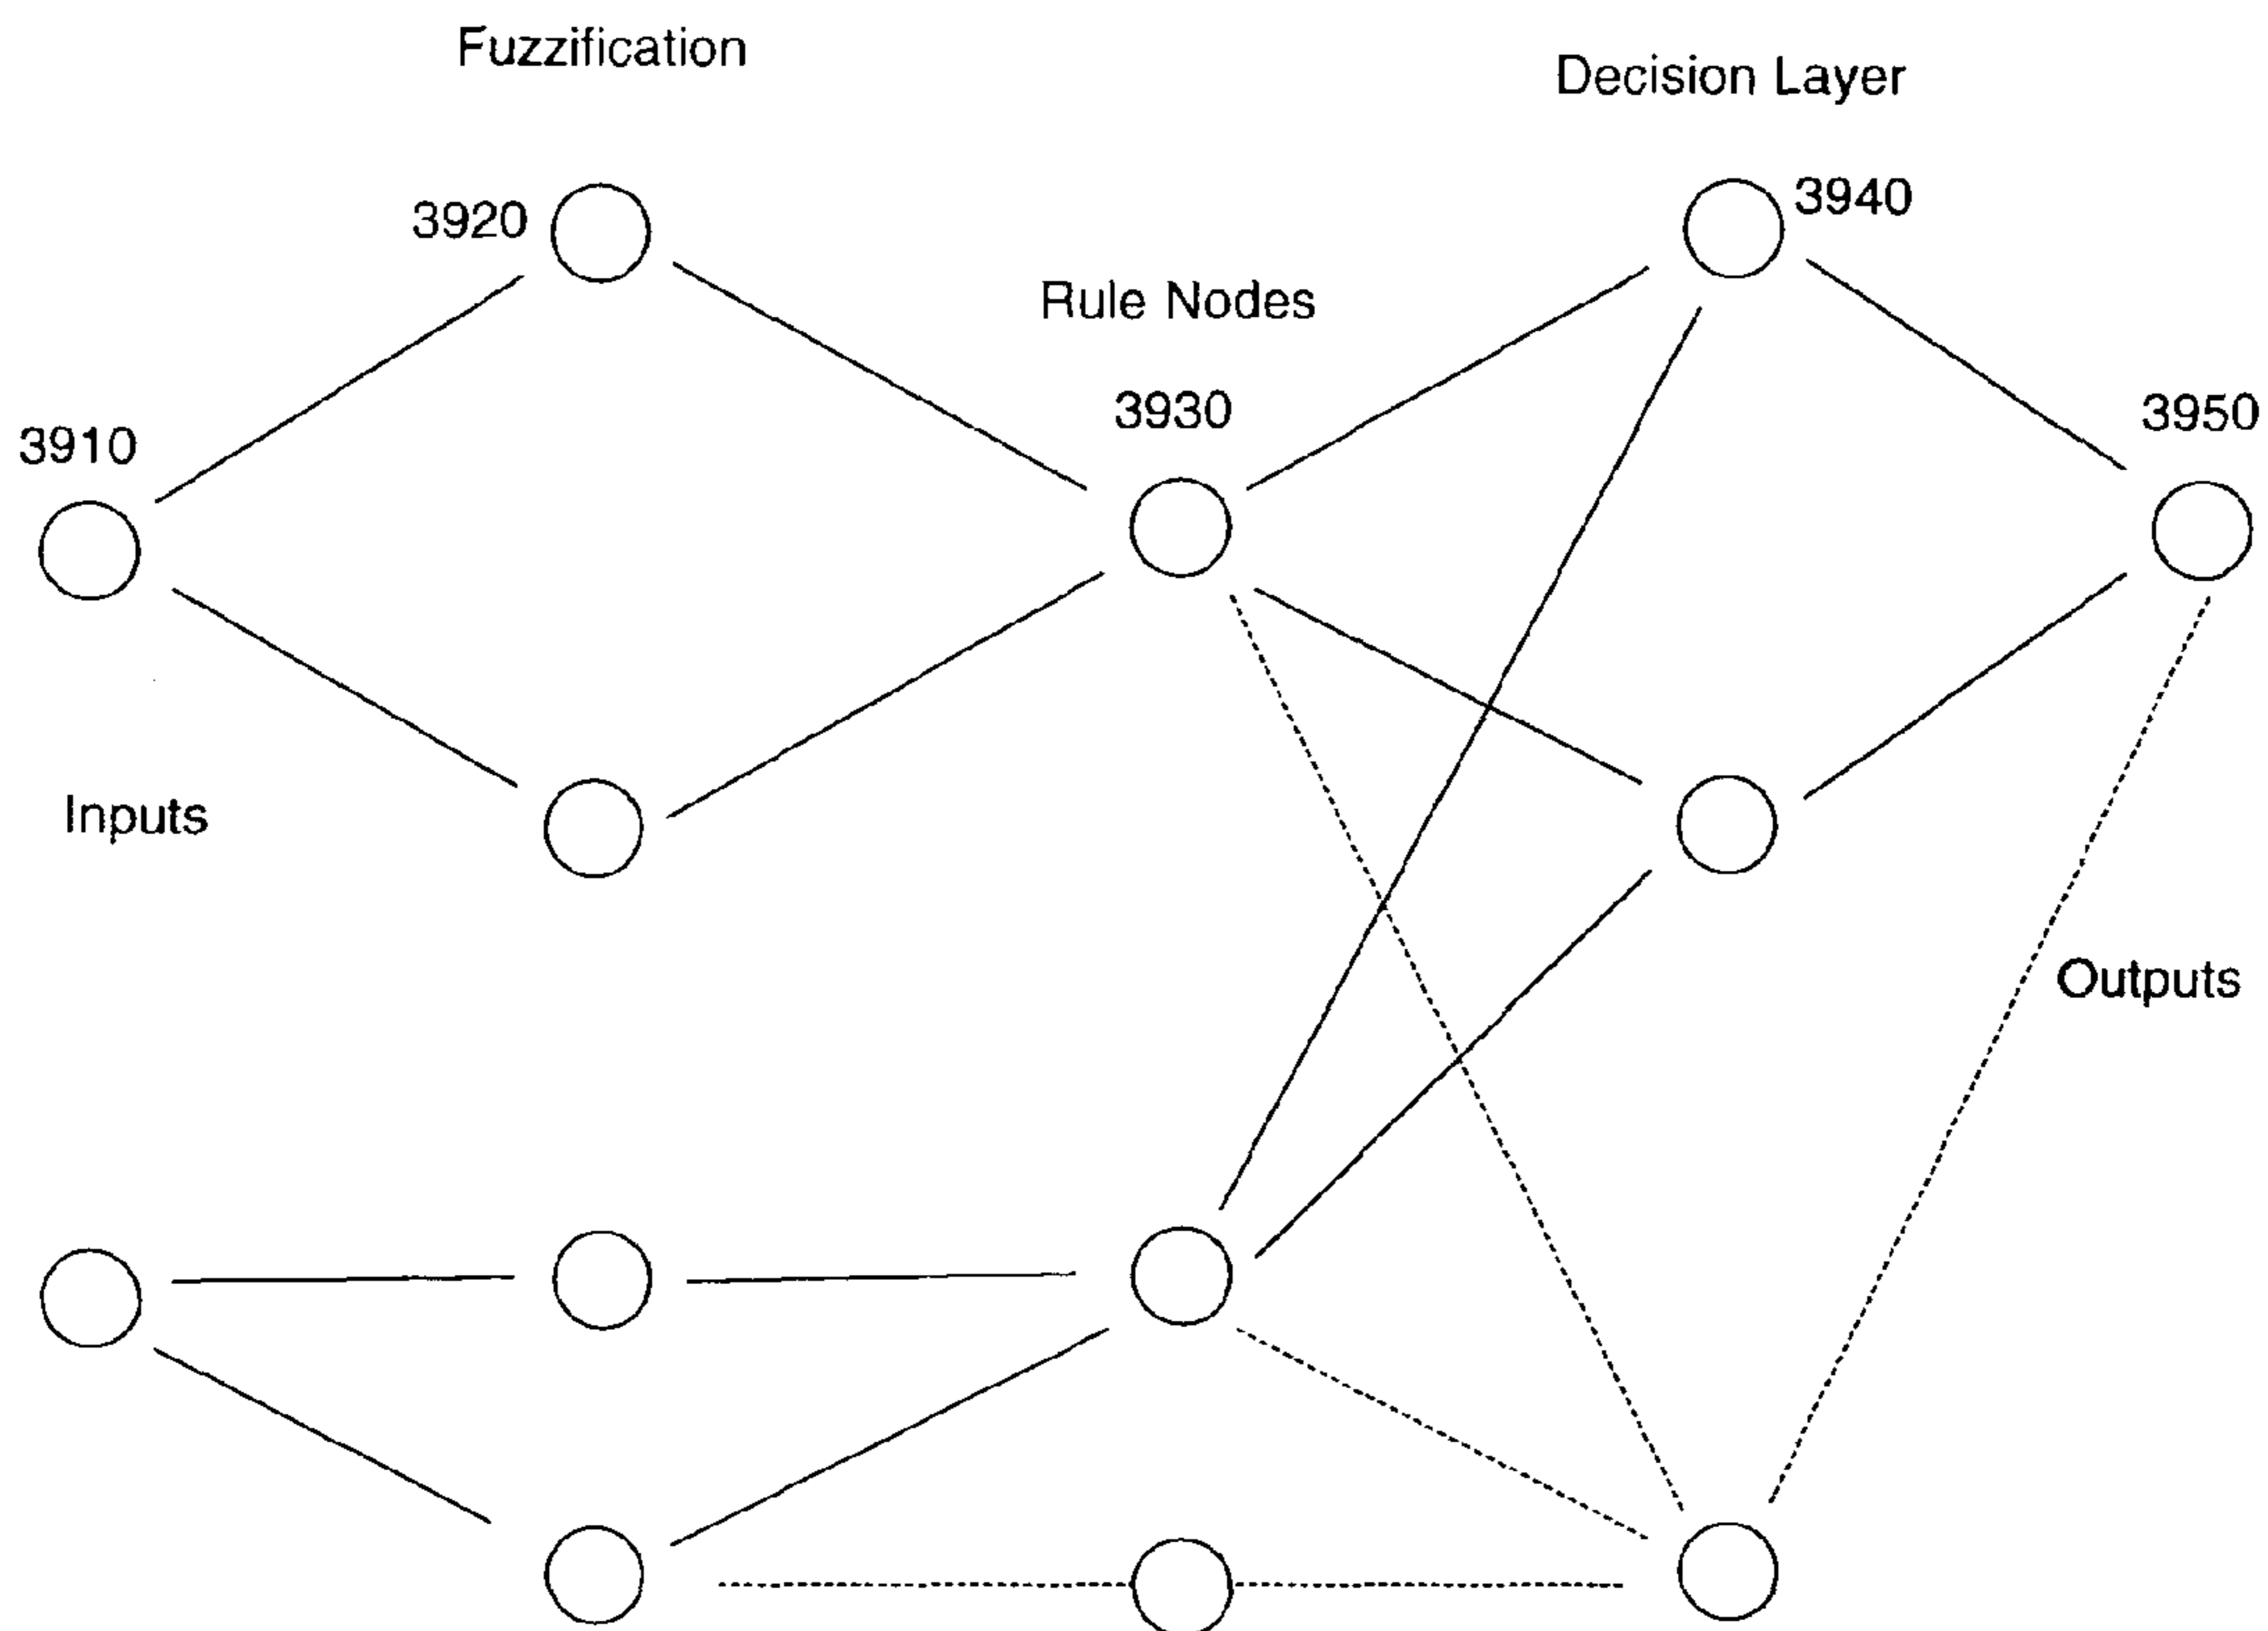 Fuzzification
Decision Layer
3920
3940
Rule Nodes
3930
3950
3910
Inputs
Outputs